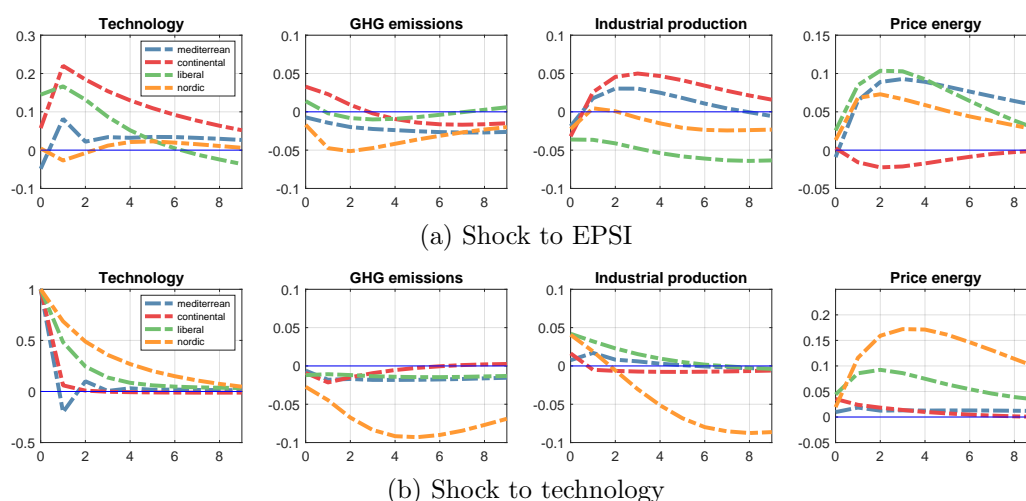 Technology GHG emissions Industrial production Price energy
0.3 0.1 0.1 0.15
mediterrean
continental
liberal
nordic
0.2 0.05 0.05 0.1
0.1 0 0 0.05
0 -0.05 -0.05 0
-0.1 -0.1 -0.1 -0.05
0 2 4 6 8 0 2 4 6 8 0 2 4 6 8 0 2 4 6 8
(a) Shock to EPSI
Technology GHG emissions Industrial production Price energy
1 0.1 0.1
mediterrean
continental
liberal
nordic
0.2
0.5 0.05 0.05 0.15
0 0 0 0.1
0.05
-0.05 -0.05 0
-0.5 -0.1 -0.1 -0.05
0 2 4 6 8 0 2 4 6 8 0 2 4 6 8 0 2 4 6 8
(b) Shock to technology